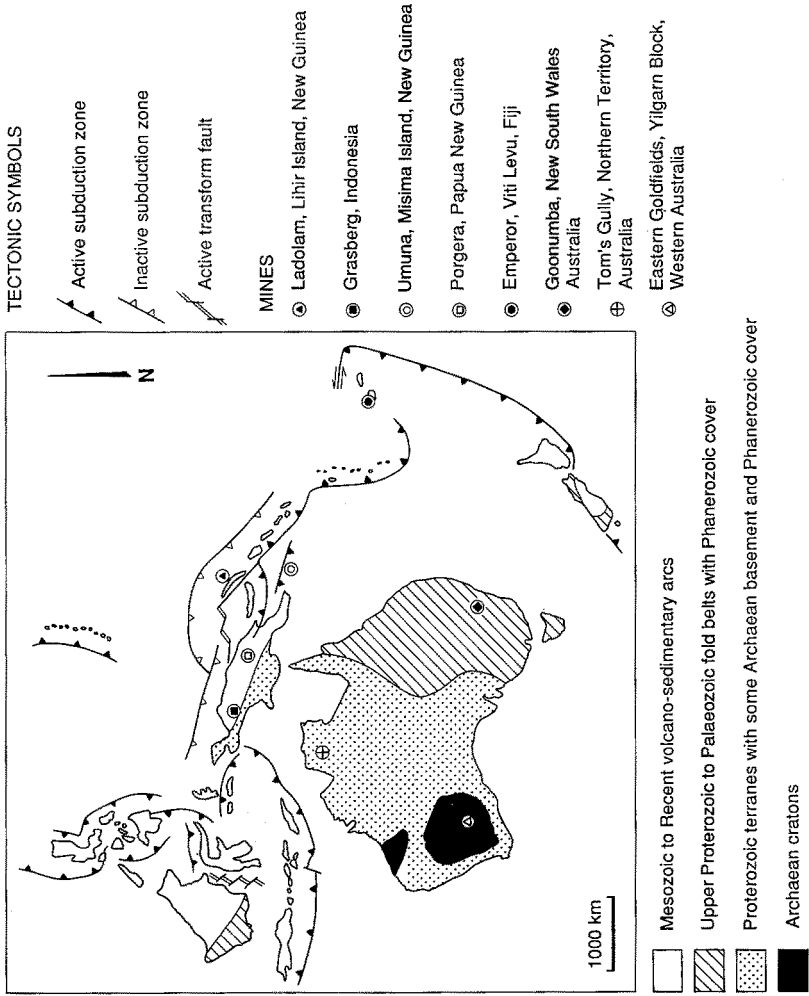 TECTONIC SYMBOLS
Active subduction zone
Inactive subduction zone
Active transform fault
MINES
Ladolam, Lihir Island, New Guinea
Grasberg, Indonesia
Umuna, Misima Island, New Guinea
Porgera, Papua New Guinea
Emperor, Viti Levu, Fiji
Goonumba, New South Wales
Australia
Tom's Gully, Northern Territory,
Australia
Eastern Goldfields, Yilgarn Block,
Western Australia
N
1000 km
Mesozoic to Recent volcano-sedimentary arcs
Upper Proterozoic to Palaeozoic fold belts with Phanerozoic cover
Proterozoic terranes with some Archaean basement and Phanerozoic cover
Archaean cratons